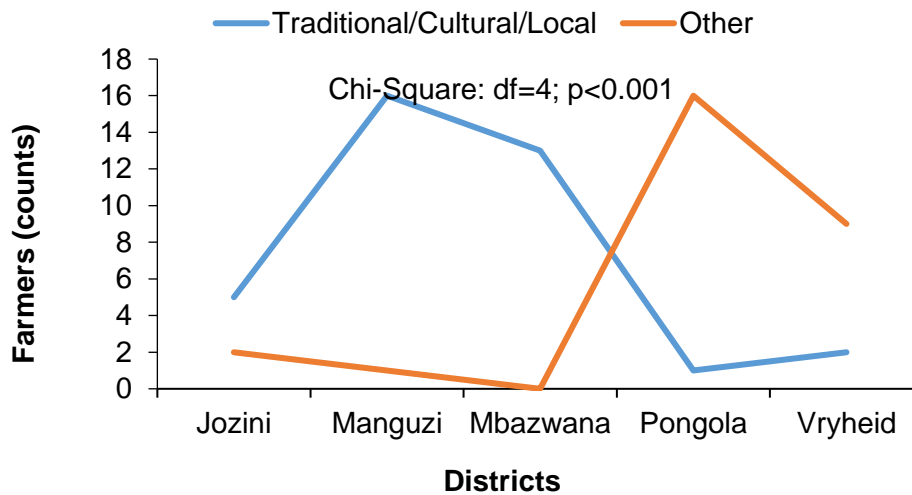 Traditional/Cultural/Local Other
Chi-Square: df=4; p<0.001
18
16
14
12
10
8
6
4
2
0
Farmers (counts)
Jozini Manguzi Mbazwana Pongola Vryheid
Districts